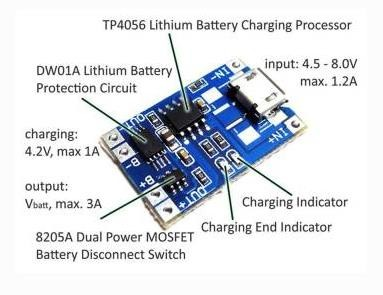 TP4056 Lithium Battery Charging Processor
DW01A Lithium Battery
Protection Circuit
input: 4.5 - 8.0V
max. 1.2A
charging:
4.2V, max 1A
output:
Vbatt, max. 3A
IN-
IN+
OUT-
B-
B+
OUT+
Charging Indicator
Charging End Indicator
8205A Dual Power MOSFET
Battery Disconnect Switch